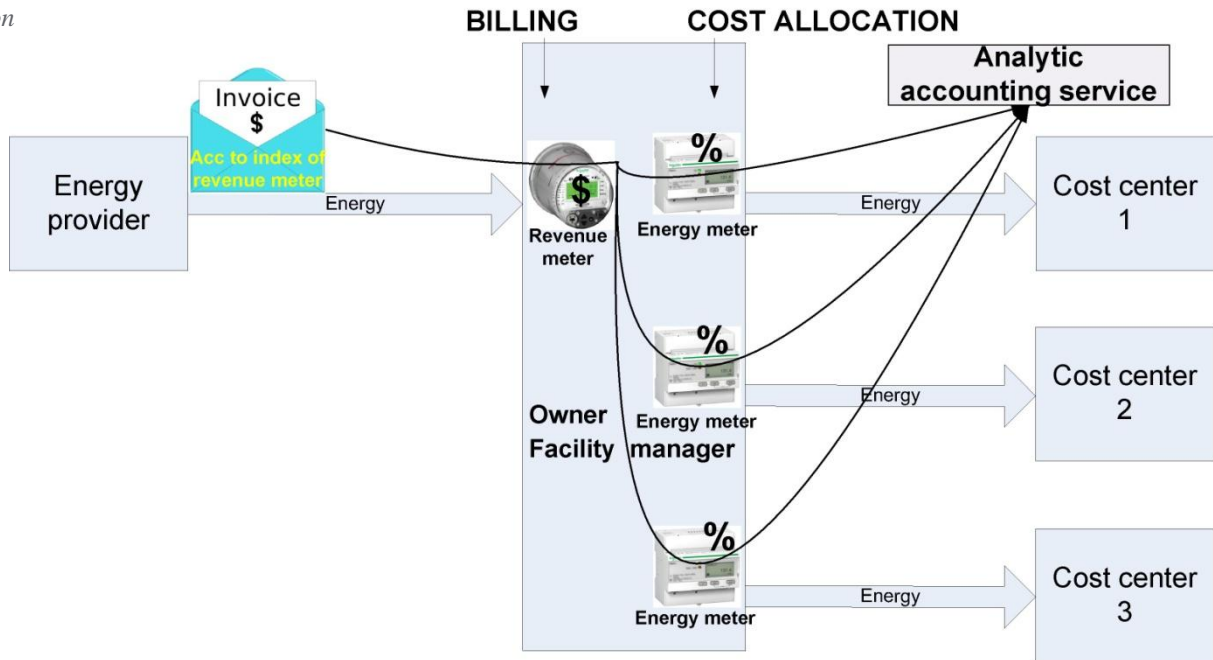 on
BILLING
COST ALLOCATION
Analytic
accounting service
Invoice
$
Acc to index of
revenue meter
Energy
provider
Energy
$
Revenue
meter
%
Energy meter
Energy
Cost center
1
%
Energy meter
Energy
Cost center
2
Owner
Facility manager
%
Energy meter
Energy
Cost center
3